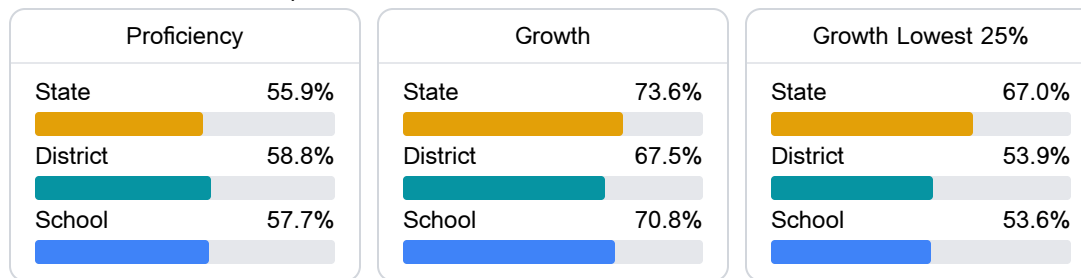 Proficiency
State 55.9%
District 58.8%
School 57.7%
Growth
State 73.6%
District 67.5%
School 70.8%
Growth Lowest 25%
State 67.0%
District 53.9%
School 53.6%